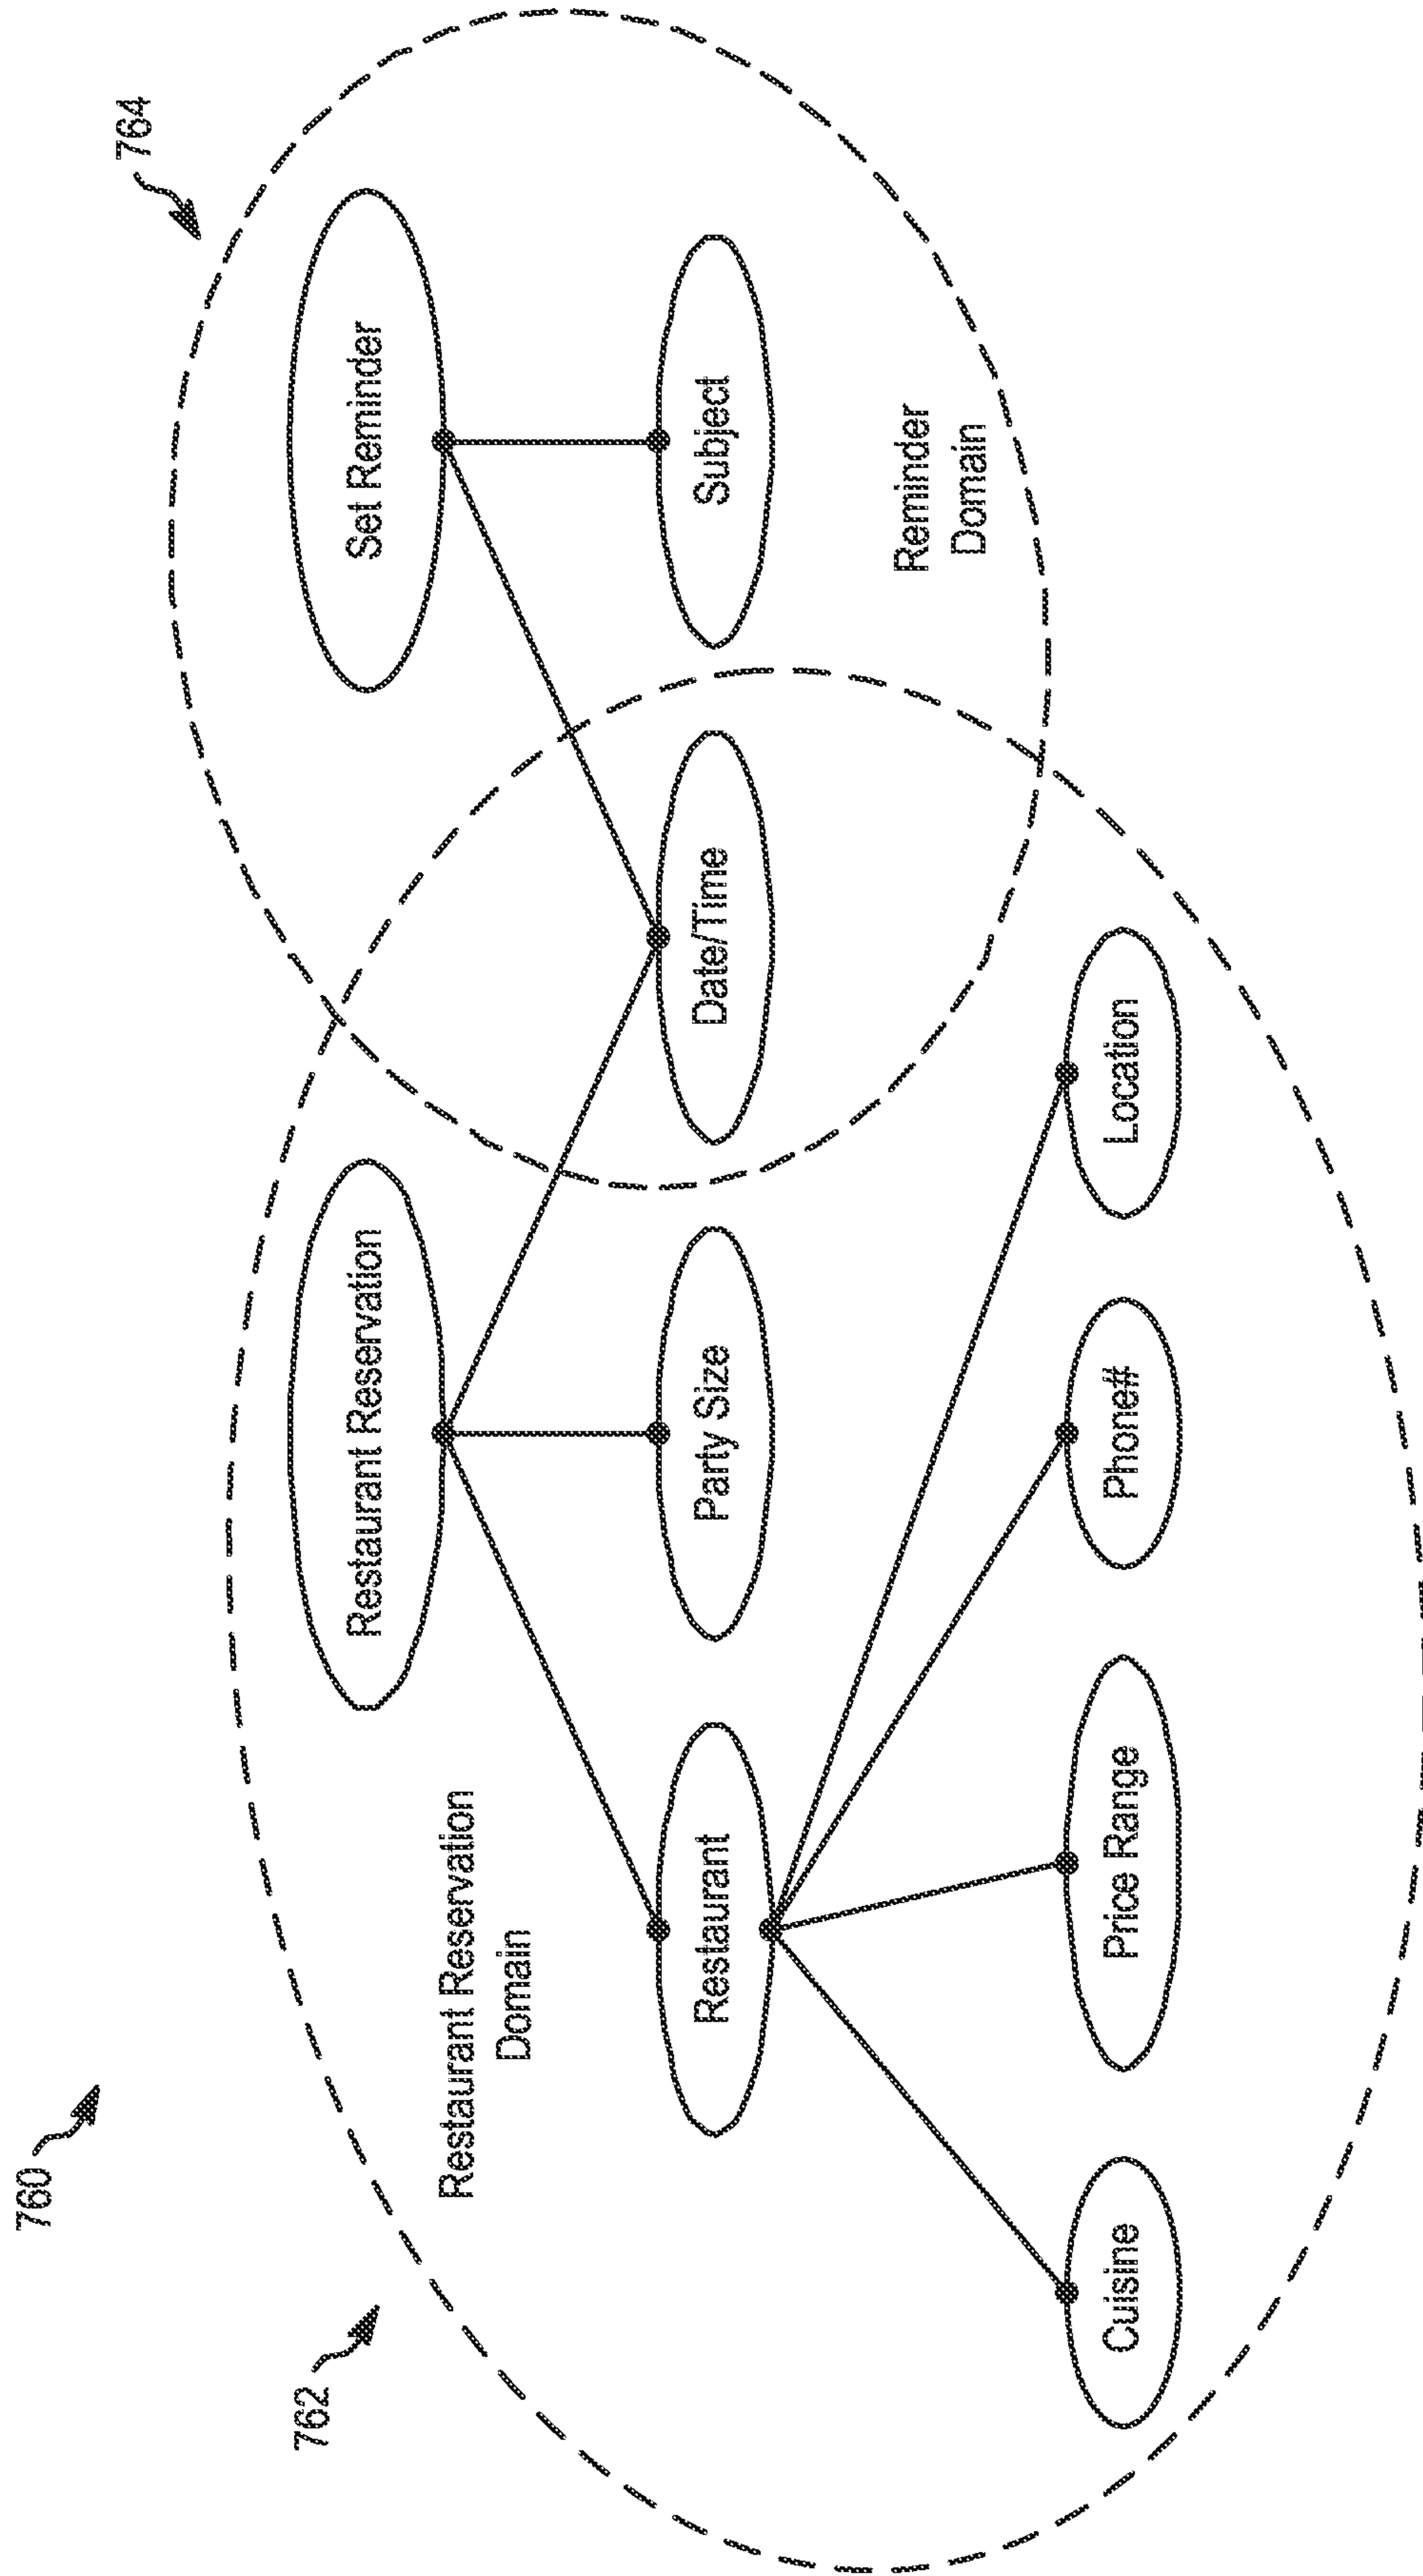 760
762
764
Restaurant Reservation
Set Reminder
Restaurant Reservation
Domain
Restaurant
Party Size
Date/Time
Subject
Reminder
Domain
Cuisine
Price Range
Phone#
Location